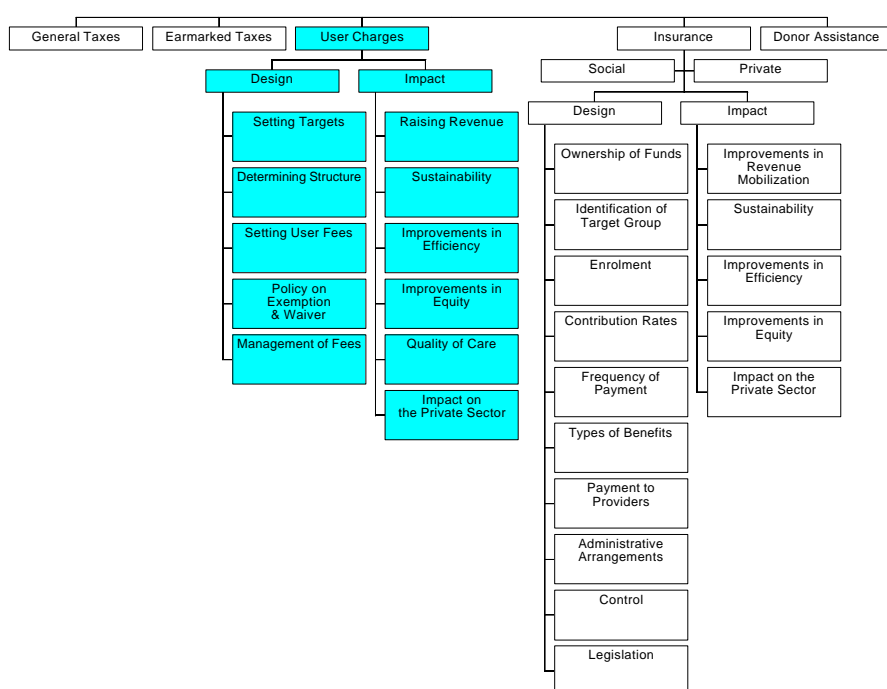 General Taxes
Earmarked Taxes
User Charges
Insurance
Donor Assistance
Social
Private
Design
Impact
Design
Impact
Setting Targets
Determining Structure
Setting User Fees
Policy on
Exemption
& Waiver
Management of Fees
Raising Revenue
Sustainability
Improvements in
Efficiency
Improvements in
Equity
Quality of Care
Impact on
the Private Sector
Ownership of Funds
Identification of
Target Group
Enrolment
Contribution Rates
Frequency of
Payment
Types of Benefits
Payment to
Providers
Administrative
Arrangements
Control
Legislation
Improvements in
Revenue
Mobilization
Sustainability
Improvements in
Efficiency
Improvements in
Equity
Impact on the
Private Sector